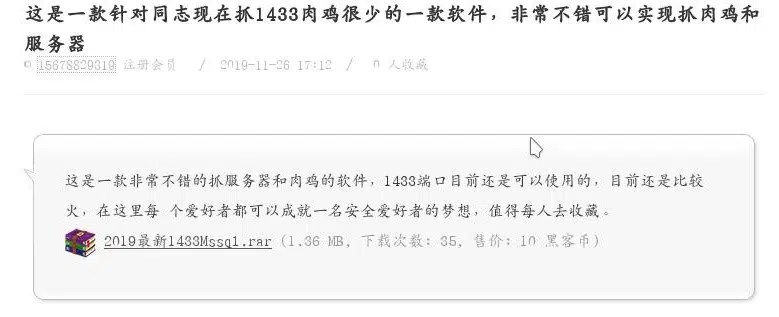 这是一款针对同志现在抓1433肉鸡很少的一款软件，非常不错可以实现抓肉鸡和
服务器
15678829319 注册会员 / 2019-11-26 17:12 / 0 人收藏
这是一款非常不错的抓服务器和肉鸡的软件，1433端口目前还是可以使用的，目前还是比较
火，在这里每 个爱好者都可以成就一名安全爱好者的梦想，值得每人去收藏。
2019最新1433Mssql.rar (1.36 MB, 下载次数: 35, 售价: 10 黑客币)